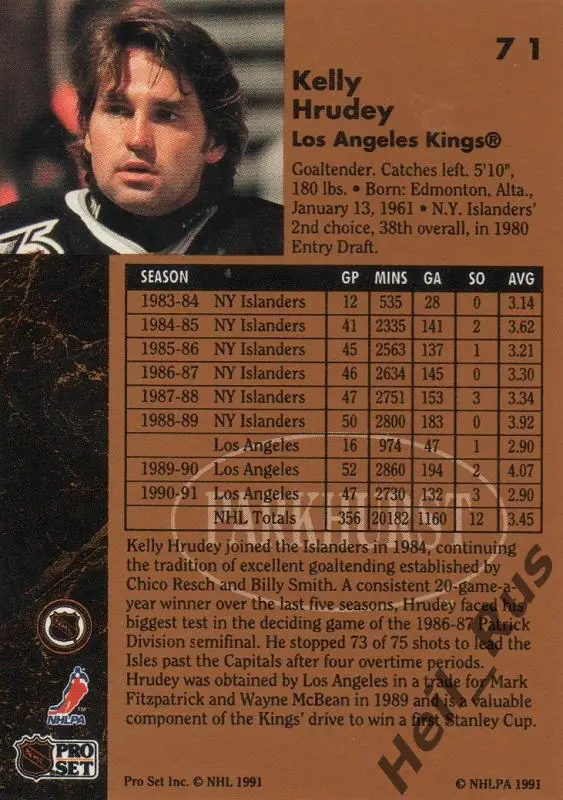 71
Kelly
Hrudey
Los Angeles Kings®
Goaltender. Catches left. 5'10",
180 lbs. • Born: Edmonton, Alta.,
January 13, 1961 • N.Y. Islanders'
2nd choice, 38th overall, in 1980
Entry Draft.
SEASON GP MINS GA SO AVG
1983-84 NY Islanders 12 535 28 0 3.14
1984-85 NY Islanders 41 2335 141 2 3.62
1985-86 NY Islanders 45 2563 137 1 3.21
1986-87 NY Islanders 46 2634 145 0 3.30
1987-88 NY Islanders 47 2751 153 3 3.34
1988-89 NY Islanders 50 2800 183 0 3.92
Los Angeles 16 974 47 1 2.90
1989-90 Los Angeles 52 2860 194 2 4.07
1990-91 Los Angeles 47 2730 132 3 2.90
NHL Totals 356 20182 1160 12 3.45
PARKHURST
Kelly Hrudey joined the Islanders in 1984, continuing
the tradition of excellent goaltending established by
Chico Resch and Billy Smith. A consistent 20-game-a-
year winner over the last five seasons, Hrudey faced his
biggest test in the deciding game of the 1986-87 Patrick
Division semifinal. He stopped 73 of 75 shots to lead the
Isles past the Capitals after four overtime periods.
Hrudey was obtained by Los Angeles in a trade for Mark
Fitzpatrick and Wayne McBean in 1989 and is a valuable
component of the Kings' drive to win a first Stanley Cup.
NHL
NHLPA
TM
NHL PRO
SET
Pro Set Inc. © NHL 1991
© NHLPA 1991
Heil_Rus